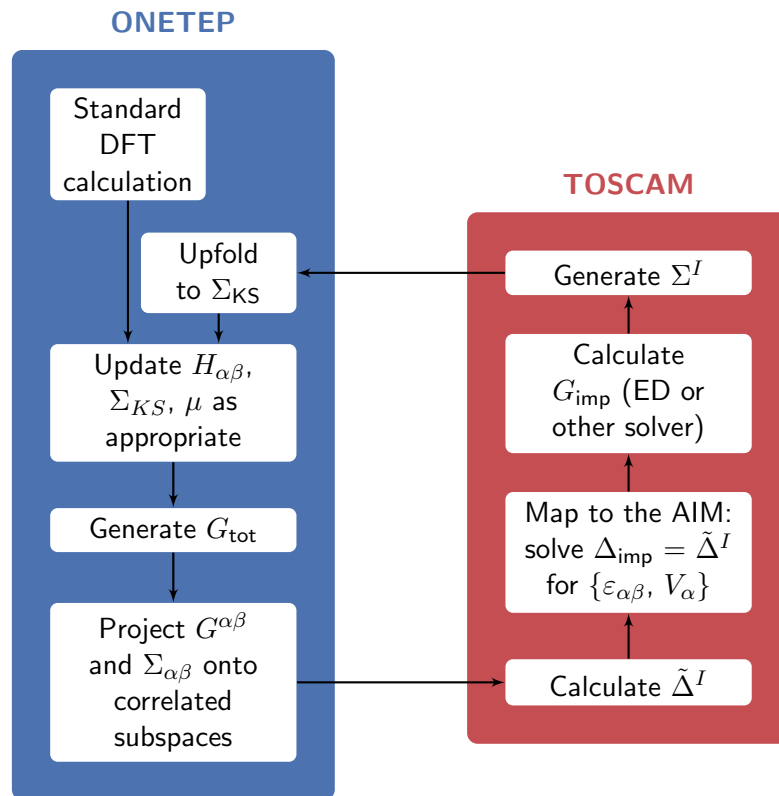 ONETEP
Standard
DFT
calculation
Upfold
to Σ_KS
Update H_αβ,
Σ_KS, μ as
appropriate
Generate G_tot
Project G^αβ
and Σ_αβ onto
correlated
subspaces
TOSCAM
Generate Σ^I
Calculate
G_imp (ED or
other solver)
Map to the AIM:
solve Δ_imp = Δ̃^I
for {ε_αβ, V_α}
Calculate Δ̃^I